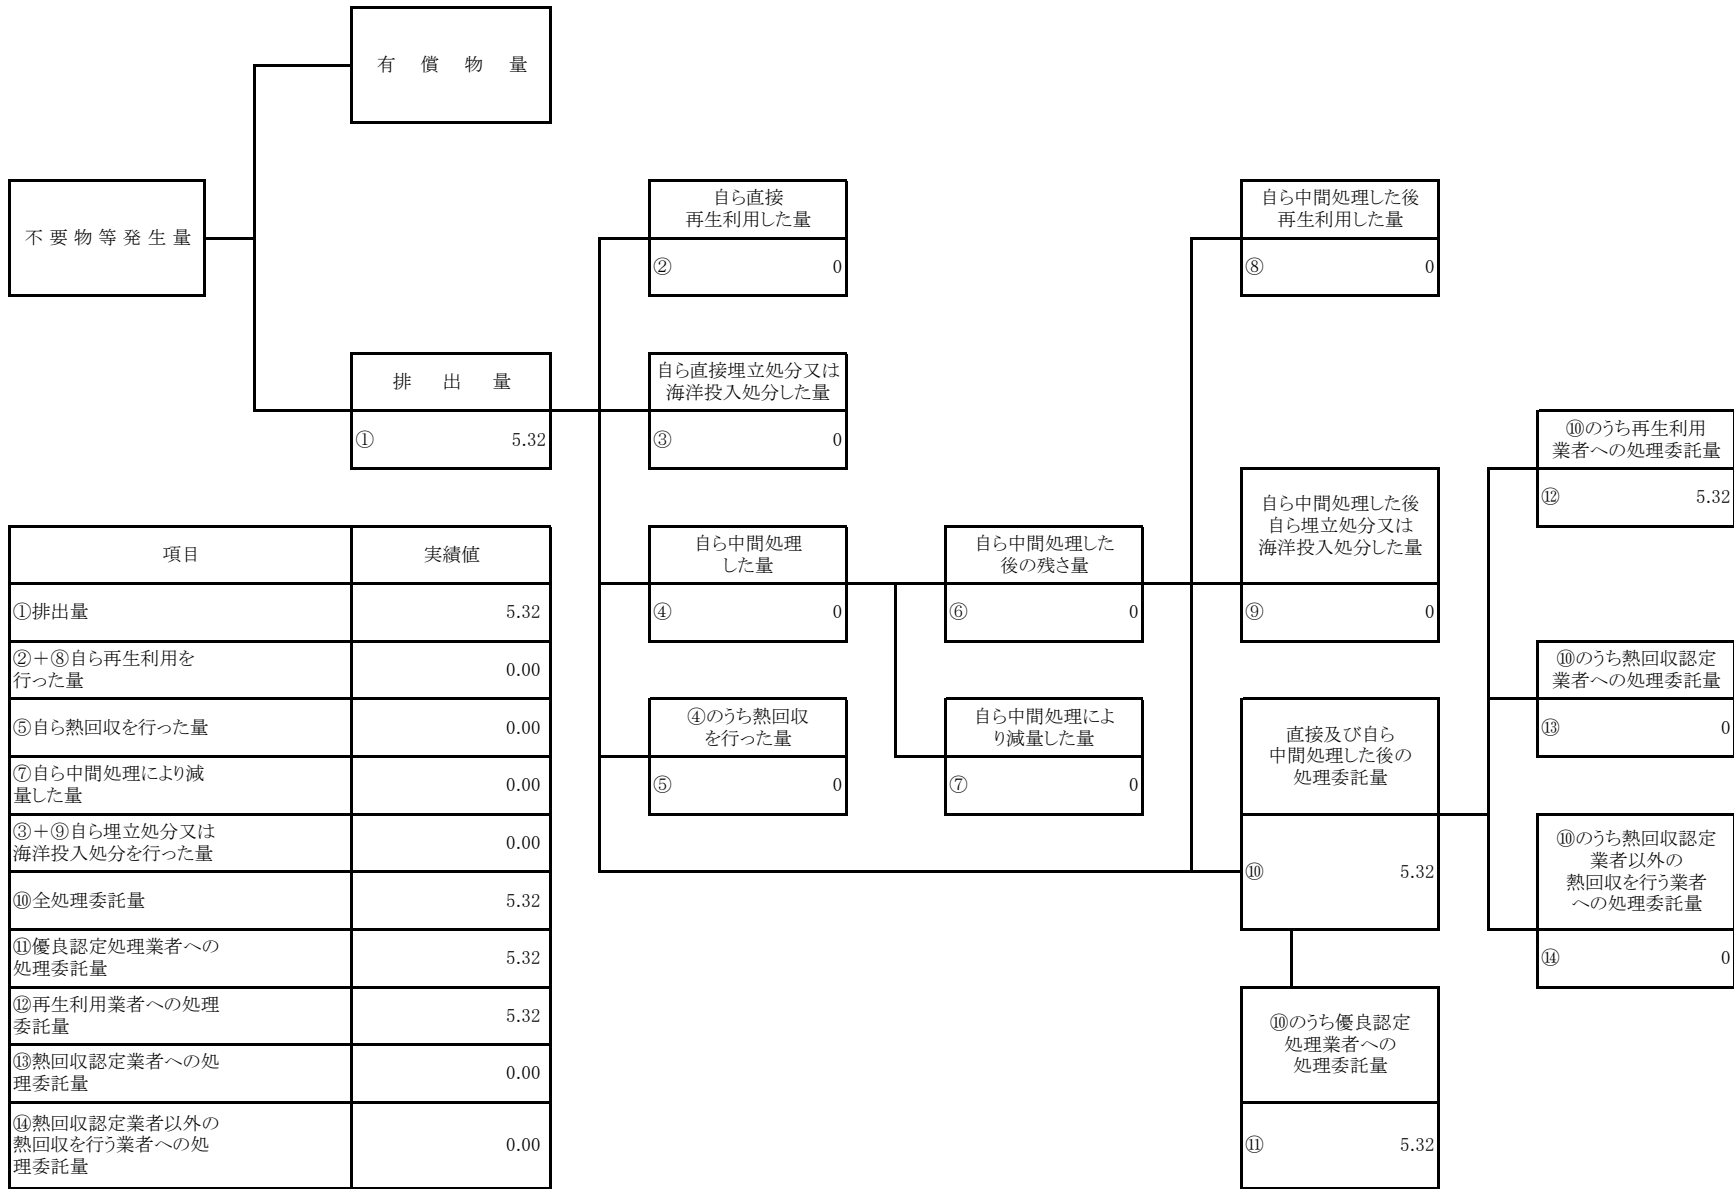 有 償 物 量
不要物等発生量
自ら直接
再生利用した量
② 0
自ら中間処理した後
再生利用した量
⑧ 0
排 出 量
① 5.32
自ら直接埋立処分又は
海洋投入処分した量
③ 0
⑩のうち再生利用
業者への処理委託量
⑫ 5.32
自ら中間処理した後
自ら埋立処分又は
海洋投入処分した量
⑨ 0
自ら中間処理
した量
④ 0
自ら中間処理した
後の残さ量
⑥ 0
⑩のうち熱回収認定
業者への処理委託量
⑬ 0
④のうち熱回収
を行った量
⑤ 0
自ら中間処理によ
り減量した量
⑦ 0
直接及び自ら
中間処理した後の
処理委託量
⑩ 5.32
⑩のうち熱回収認定
業者以外の
熱回収を行う業者
への処理委託量
⑭ 0
⑩のうち優良認定
処理業者への
処理委託量
⑪ 5.32
項目 実績値
①排出量 5.32
②＋⑧自ら再生利用を
行った量 0.00
⑤自ら熱回収を行った量 0.00
⑦自ら中間処理により減
量した量 0.00
③＋⑨自ら埋立処分又は
海洋投入処分を行った量 0.00
⑩全処理委託量 5.32
⑪優良認定処理業者への
処理委託量 5.32
⑫再生利用業者への処理
委託量 5.32
⑬熱回収認定業者への処
理委託量 0.00
⑭熱回収認定業者以外の
熱回収を行う業者への処
理委託量 0.00